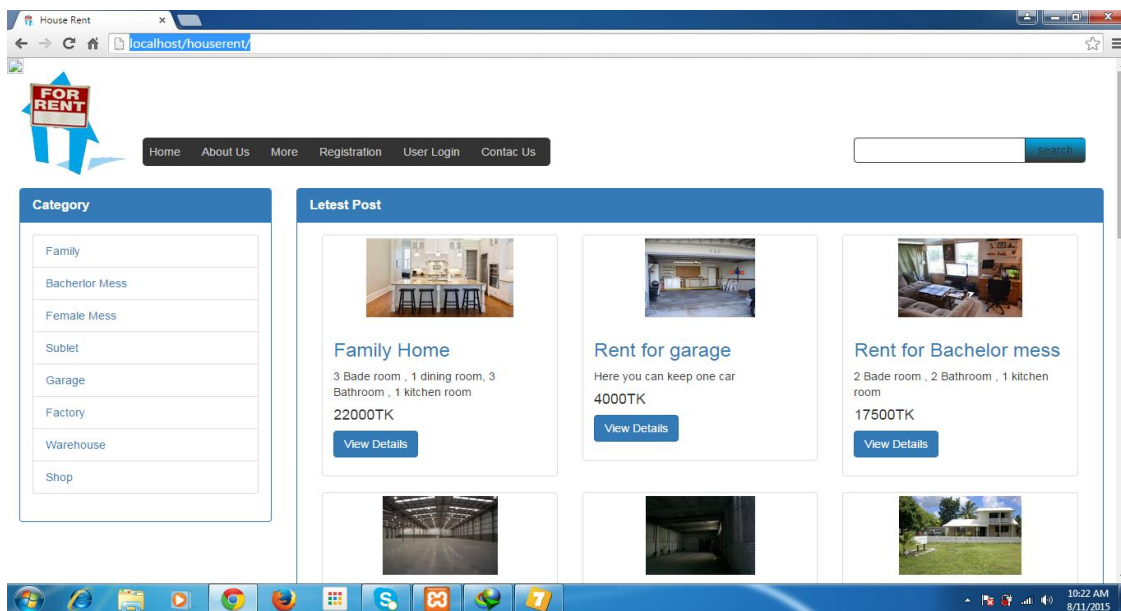 House Rent
localhost/houserent/
FOR
RENT
Home About Us More Registration User Login Contac Us
search
Category
Family
Bacherlor Mess
Female Mess
Sublet
Garage
Factory
Warehouse
Shop
Letest Post
Family Home
3 Bade room , 1 dining room, 3
Bathroom , 1 kitchen room
22000TK
View Details
Rent for garage
Here you can keep one car
4000TK
View Details
Rent for Bachelor mess
2 Bade room , 2 Bathroom , 1 kitchen
room
17500TK
View Details
10:22 AM
8/11/2015